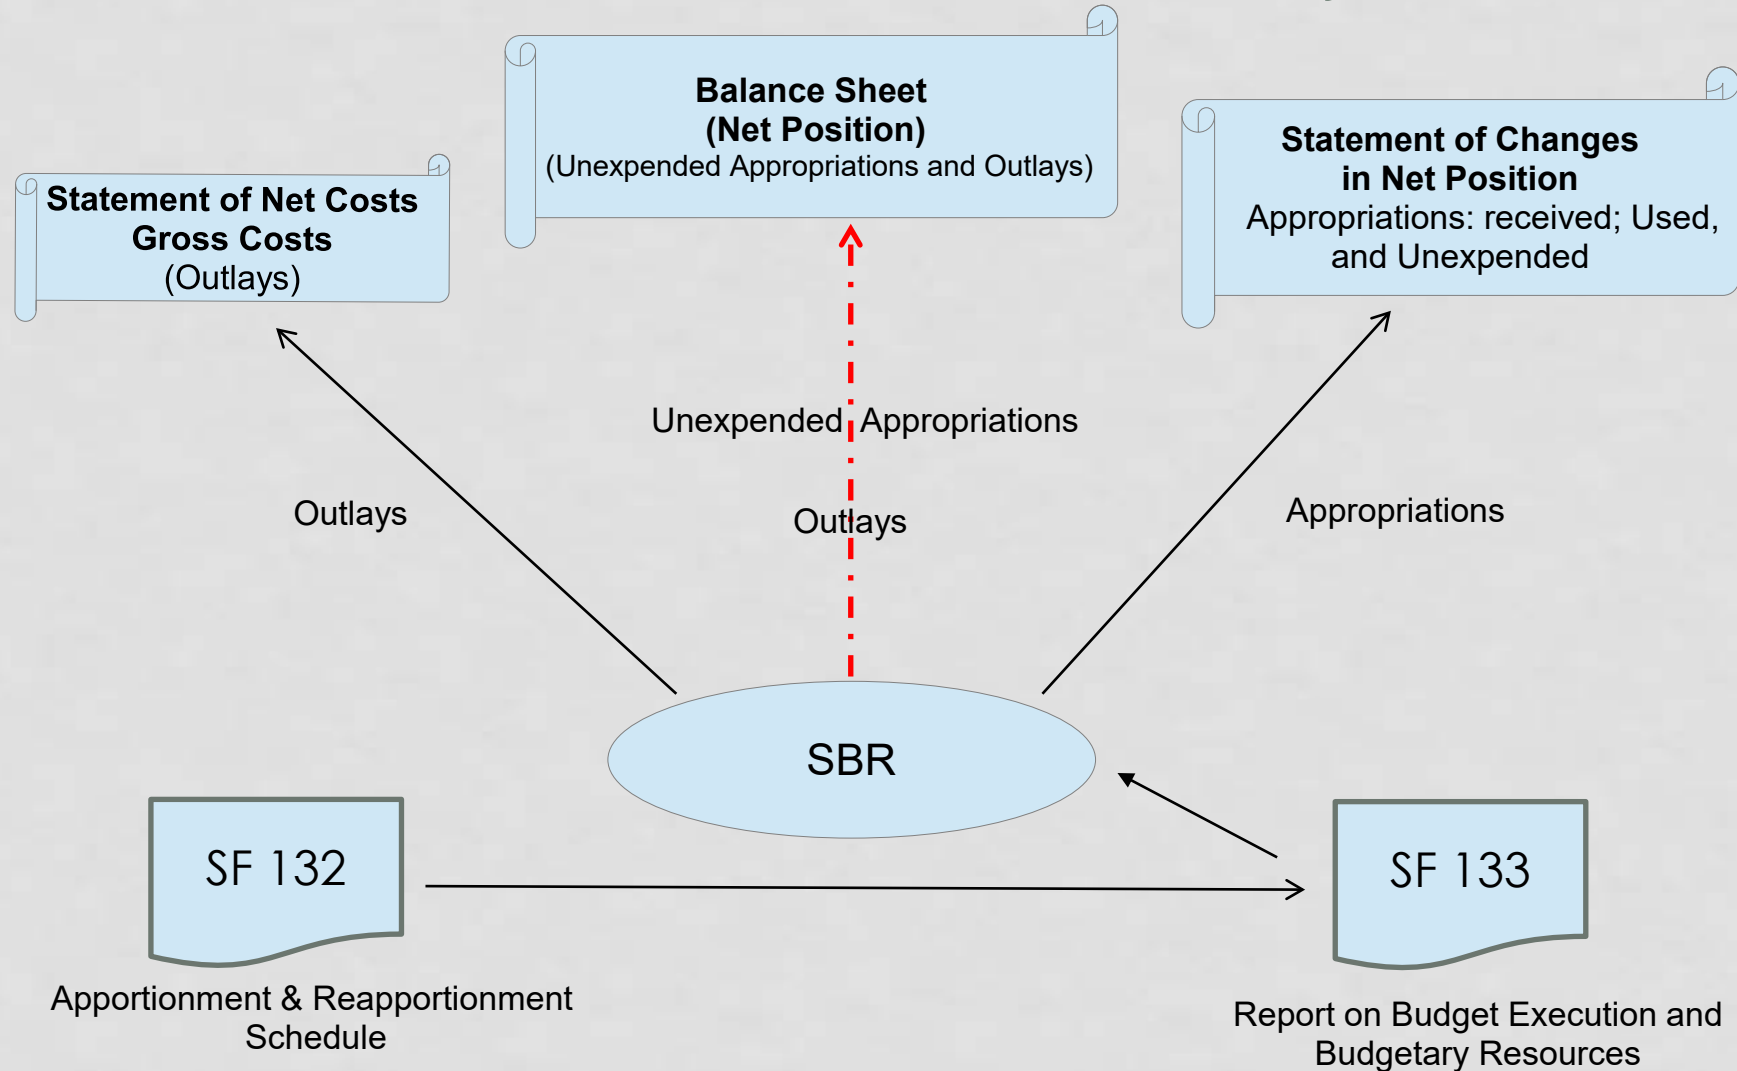 Balance Sheet
(Net Position)
(Unexpended Appropriations and Outlays)
Statement of Changes
in Net Position
Appropriations: received; Used,
and Unexpended
Statement of Net Costs
Gross Costs
(Outlays)
Unexpended Appropriations
Outlays
Outlays
Appropriations
SBR
SF 132
SF 133
Apportionment & Reapportionment
Schedule
Report on Budget Execution and
Budgetary Resources